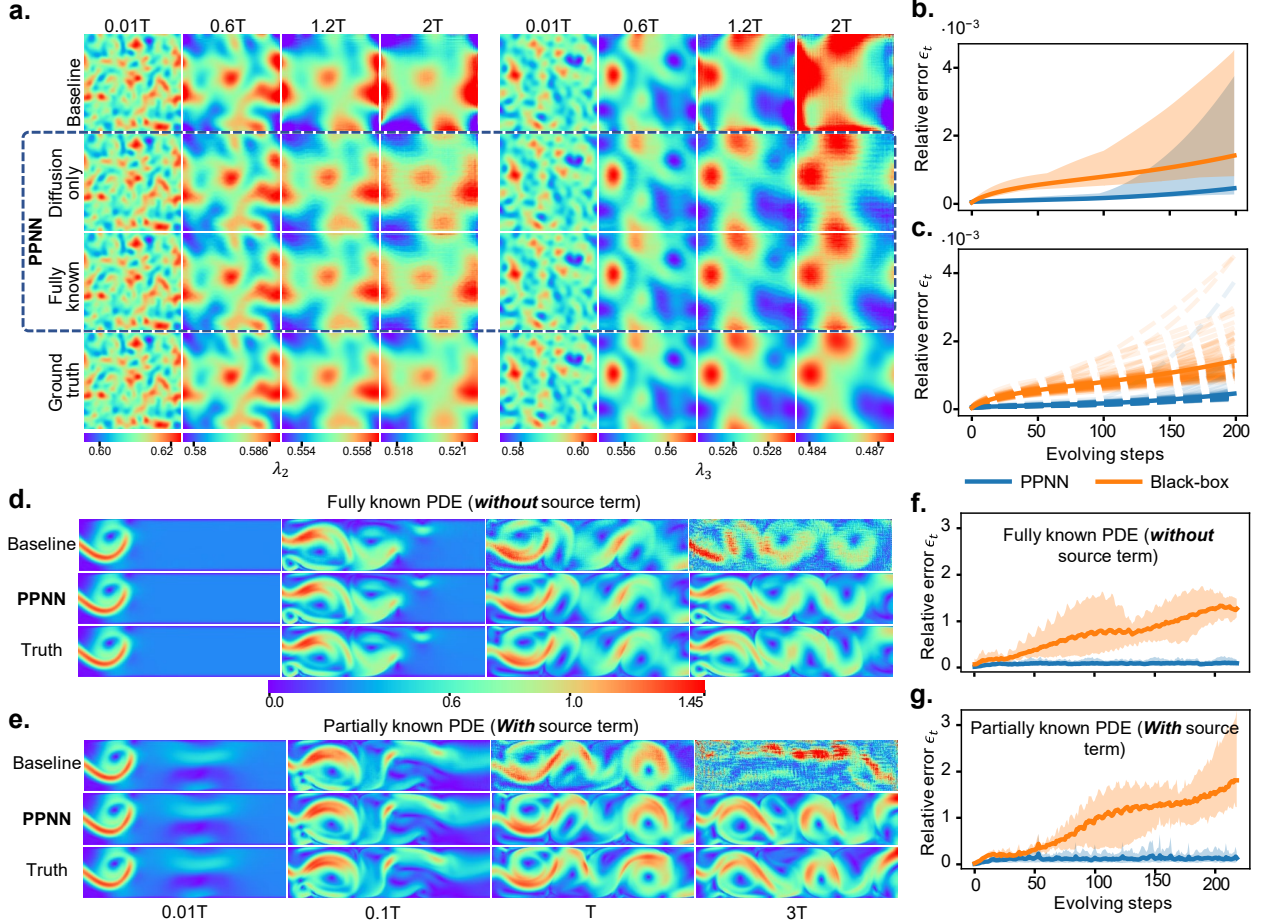 a.
0.01T 0.6T 1.2T 2T 0.01T 0.6T 1.2T 2T
Baseline
PPNN
Diffusion only
Fully known
Ground truth
0.60 0.62 0.58 0.586 0.554 0.558 0.518 0.521
λ2
0.58 0.60 0.556 0.56 0.526 0.528 0.484 0.487
λ3
b.
×10−3
Relative error ϵt
4
2
0
c.
×10−3
Relative error ϵt
4
2
0
0 50 100 150 200
Evolving steps
PPNN Black-box
d.
Fully known PDE (without source term)
Baseline
PPNN
Truth
0.0 0.6 1.0 1.45
e.
Partially known PDE (With source term)
Baseline
PPNN
Truth
0.01T 0.1T T 3T
f.
Relative error ϵt
3
2
1
0
Fully known PDE (without
source term)
g.
Relative error ϵt
3
2
1
0
Partially known PDE (With source
term)
0 50 100 150 200
Evolving steps